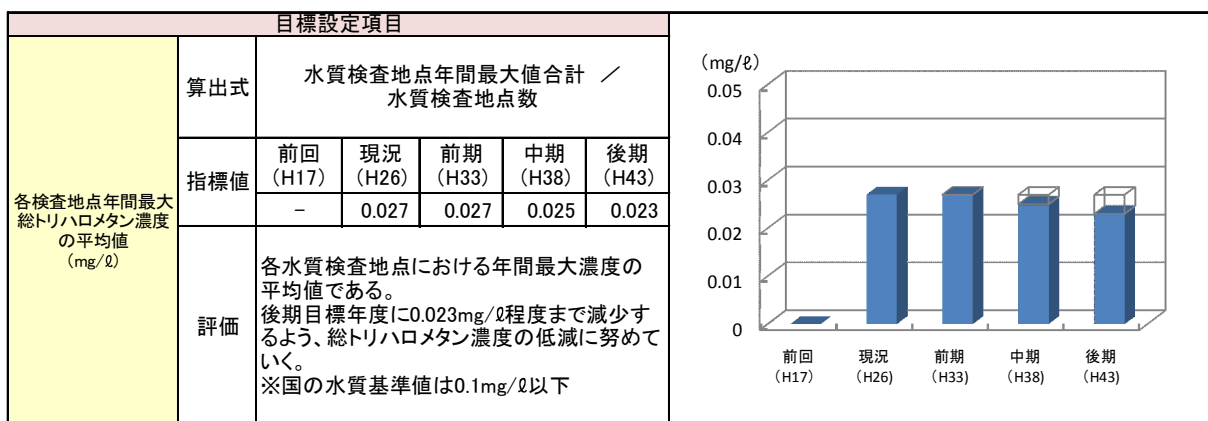 目標設定項目
各検査地点年間最大
総トリハロメタン濃度
の平均値
(mg/ℓ)
算出式
水質検査地点年間最大値合計 ／
水質検査地点数
指標値
前回 現況 前期 中期 後期
(H17) (H26) (H33) (H38) (H43)
－ 0.027 0.027 0.025 0.023
評価
各水質検査地点における年間最大濃度の
平均値である。
後期目標年度に0.023mg/ℓ程度まで減少す
るよう、総トリハロメタン濃度の低減に努めて
いく。
※国の水質基準値は0.1mg/ℓ以下
(mg/ℓ)
0.05
0.04
0.03
0.02
0.01
0
前回 現況 前期 中期 後期
(H17) (H26) (H33) (H38) (H43)